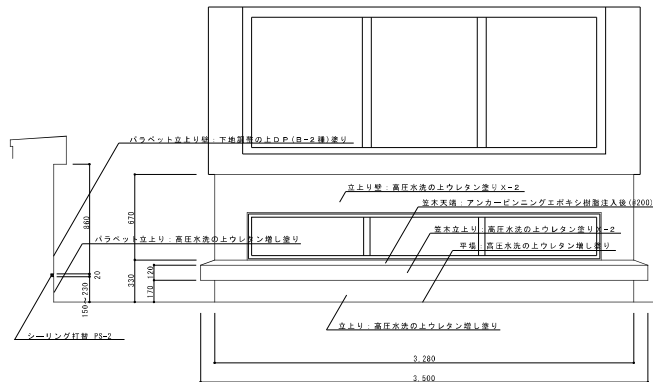 パラペット立上り壁：下地調整の上DP(B-2種)塗り
立上り壁：高圧水洗の上ウレタン塗りX-2
笠木天端：アンカーピンニングエポキシ樹脂注入後(@200)
笠木立上り：高圧水洗の上ウレタン塗りX-2
パラペット立上り：高圧水洗の上ウレタン増し塗り
平場：高圧水洗の上ウレタン増し塗り
860
670
20
120
330
170
150～230
シーリング打替 PS-2
立上り：高圧水洗の上ウレタン増し塗り
3,280
3,500